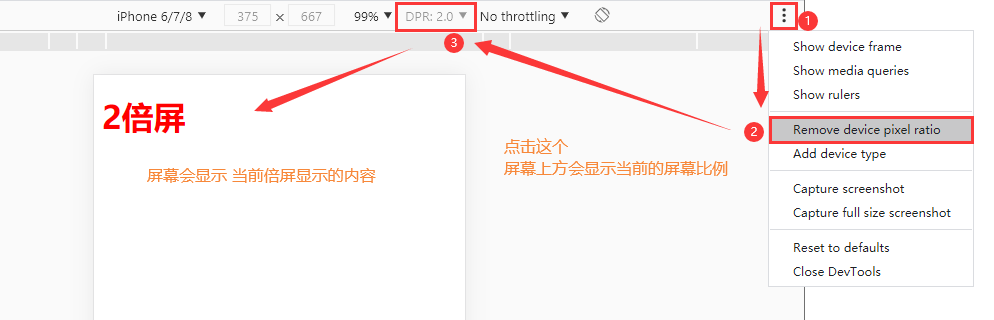 iPhone 6/7/8 ▼ 375 × 667 99% ▼ DPR: 2.0 ▼ No throttling ▼
1
3
Show device frame
Show media queries
Show rulers
2倍屏
2
Remove device pixel ratio
点击这个
Add device type
屏幕上方会显示当前的屏幕比例
屏幕会显示 当前倍屏显示的内容
Capture screenshot
Capture full size screenshot
Reset to defaults
Close DevTools